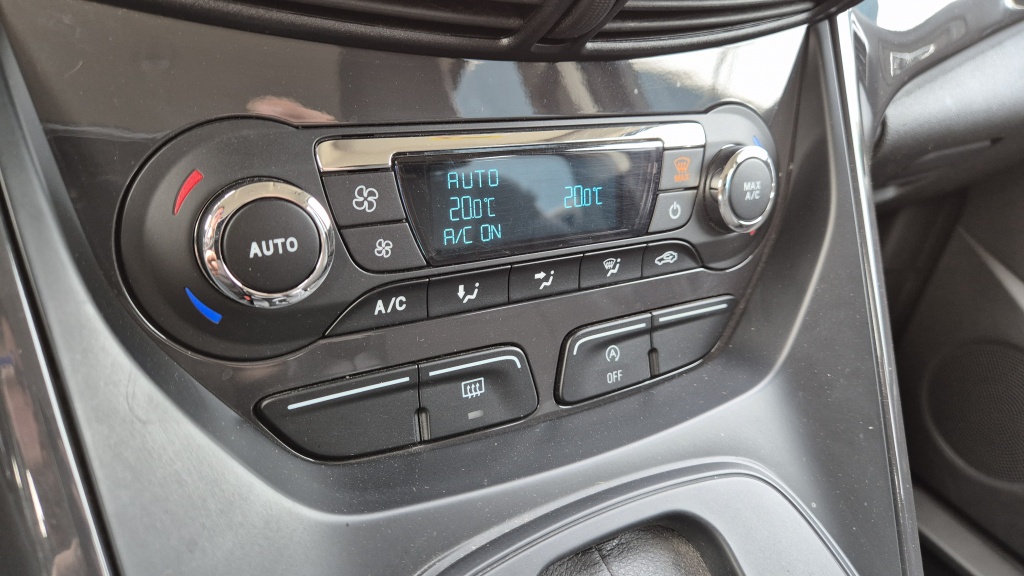 AUTO
20.0°C 20.0°C
A/C ON
AUTO
MAX
A/C
A/C
A
OFF